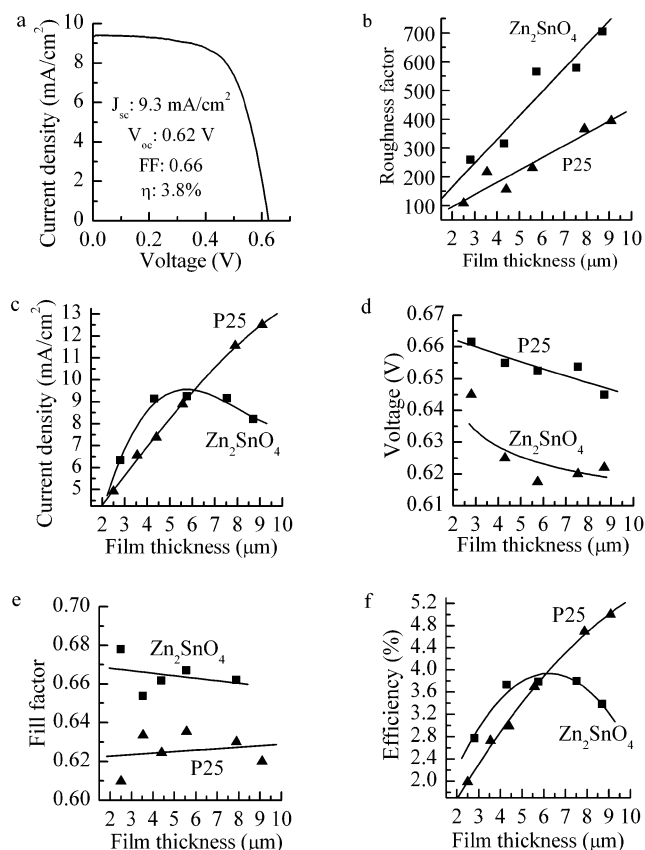 a
Current density (mA/cm²)
10
8
6
4
2
0
J_sc: 9.3 mA/cm²
V_oc: 0.62 V
FF: 0.66
η: 3.8%
0.0 0.2 0.4 0.6
Voltage (V)
b
Roughness factor
700
600
500
400
300
200
100
Zn₂SnO₄
P25
2 3 4 5 6 7 8 9 10
Film thickness (μm)
c
Current density (mA/cm²)
13
12
11
10
9
8
7
6
5
P25
Zn₂SnO₄
2 3 4 5 6 7 8 9 10
Film thickness (μm)
d
Voltage (V)
0.67
0.66
0.65
0.64
0.63
0.62
0.61
P25
Zn₂SnO₄
2 3 4 5 6 7 8 9 10
Film thickness (μm)
e
Fill factor
0.70
0.68
0.66
0.64
0.62
0.60
Zn₂SnO₄
P25
2 3 4 5 6 7 8 9 10
Film thickness (μm)
f
Efficiency (%)
5.2
4.8
4.4
4.0
3.6
3.2
2.8
2.4
2.0
P25
Zn₂SnO₄
2 3 4 5 6 7 8 9 10
Film thickness (μm)